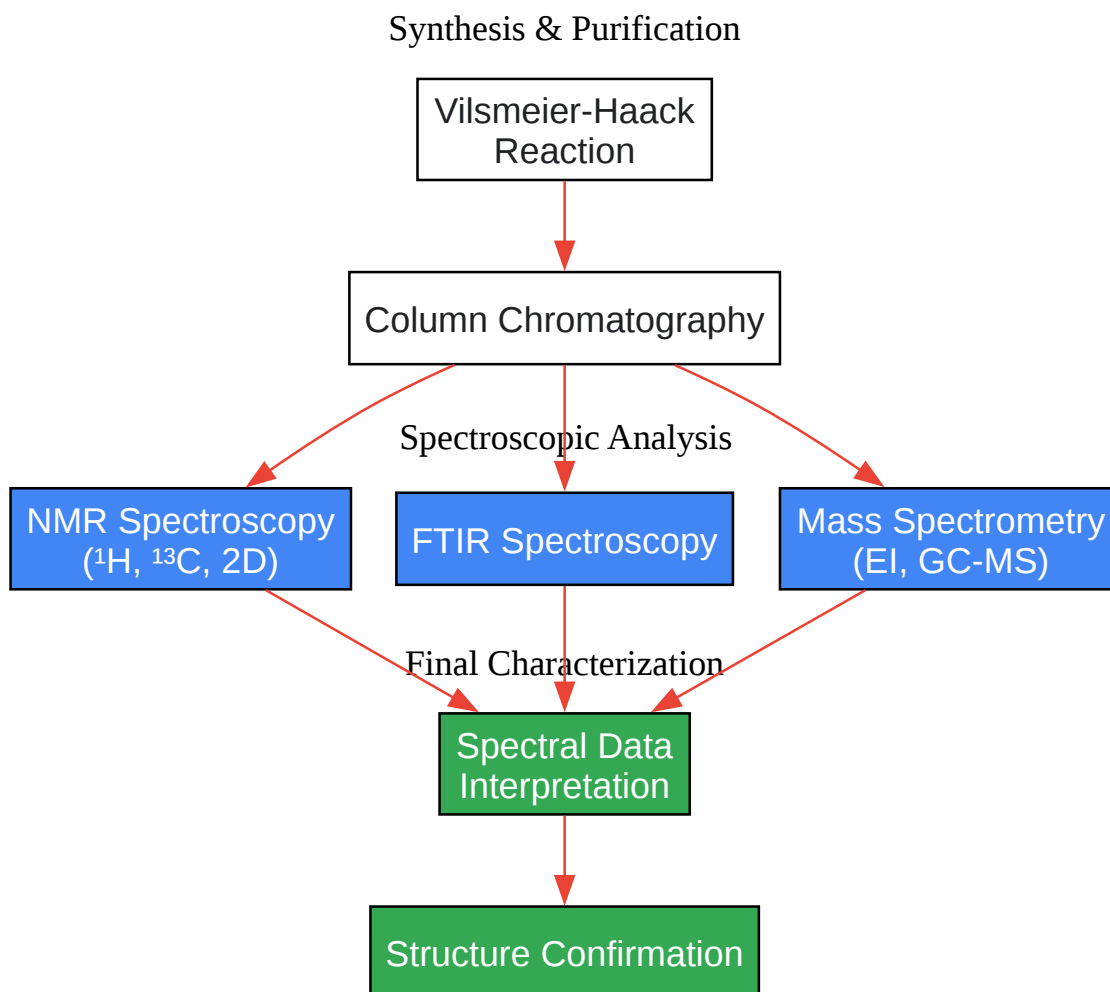 Synthesis & Purification
Vilsmeier-Haack
Reaction
Column Chromatography
Spectroscopic Analysis
NMR Spectroscopy
(¹H, ¹³C, 2D)
FTIR Spectroscopy
Mass Spectrometry
(EI, GC-MS)
Final Characterization
Spectral Data
Interpretation
Structure Confirmation